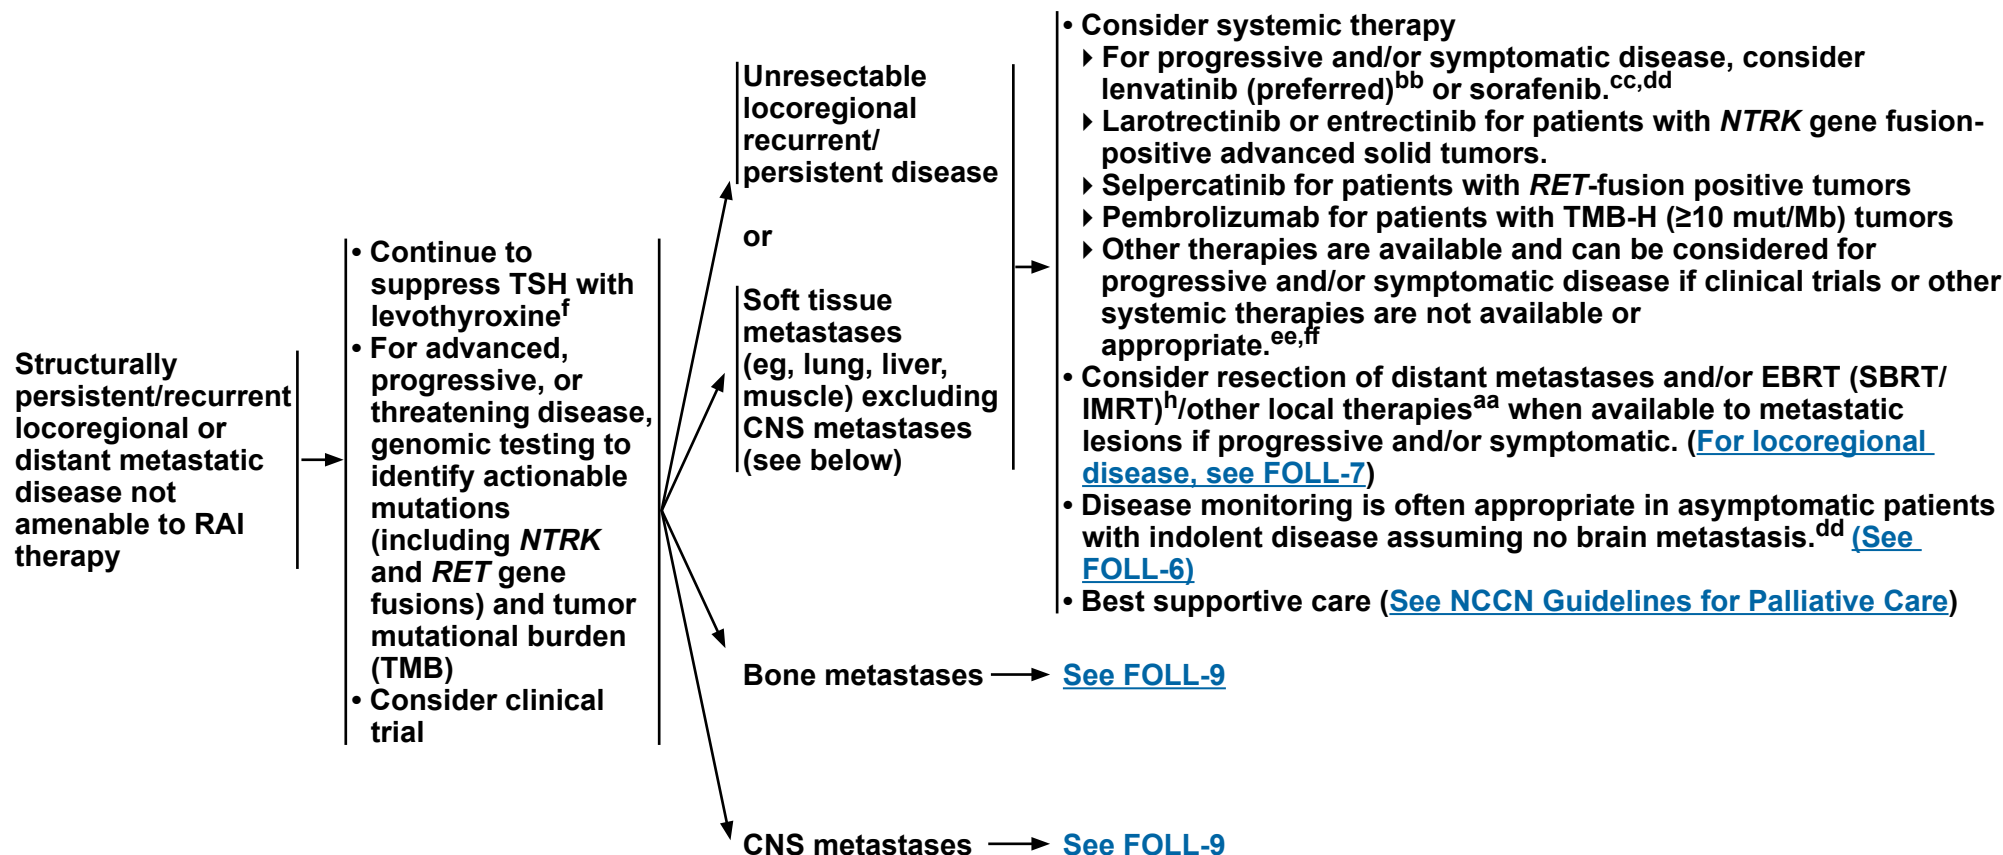 Structurally
persistent/recurrent
locoregional or
distant metastatic
disease not
amenable to RAI
therapy
• Continue to
suppress TSH with
levothyroxinef
• For advanced,
progressive, or
threatening disease,
genomic testing to
identify actionable
mutations
(including NTRK
and RET gene
fusions) and tumor
mutational burden
(TMB)
• Consider clinical
trial
Unresectable
locoregional
recurrent/
persistent disease
or
Soft tissue
metastases
(eg, lung, liver,
muscle) excluding
CNS metastases
(see below)
• Consider systemic therapy
▸ For progressive and/or symptomatic disease, consider
lenvatinib (preferred)bb or sorafenib.cc,dd
▸ Larotrectinib or entrectinib for patients with NTRK gene fusion-
positive advanced solid tumors.
▸ Selpercatinib for patients with RET-fusion positive tumors
▸ Pembrolizumab for patients with TMB-H (≥10 mut/Mb) tumors
▸ Other therapies are available and can be considered for
progressive and/or symptomatic disease if clinical trials or other
systemic therapies are not available or
appropriate.ee,ff
• Consider resection of distant metastases and/or EBRT (SBRT/
IMRT)h/other local therapiesaa when available to metastatic
lesions if progressive and/or symptomatic. (For locoregional
disease, see FOLL-7)
• Disease monitoring is often appropriate in asymptomatic patients
with indolent disease assuming no brain metastasis.dd (See
FOLL-6)
• Best supportive care (See NCCN Guidelines for Palliative Care)
Bone metastases
See FOLL-9
CNS metastases
See FOLL-9